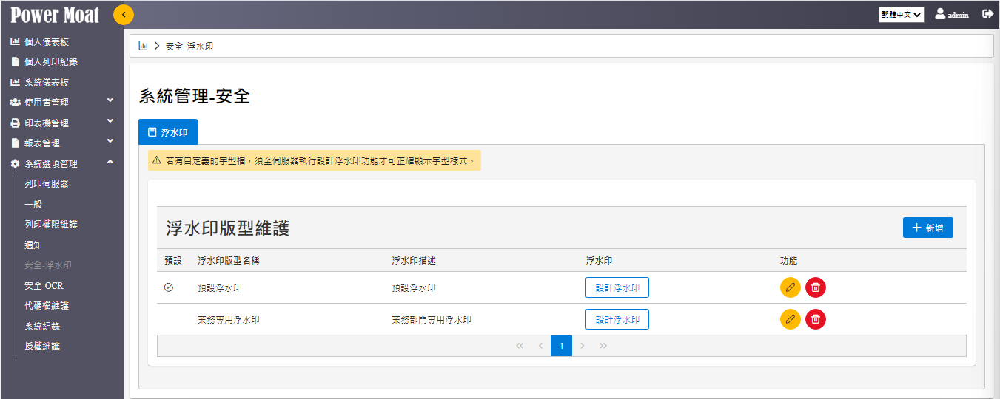 Power Moat
繁體中文
admin
個人儀表板
個人列印紀錄
系統儀表板
使用者管理
印表機管理
報表管理
系統選項管理
列印伺服器
一般
列印權限維護
通知
安全-浮水印
安全-OCR
代碼檔維護
系統紀錄
授權維護
安全-浮水印
系統管理-安全
浮水印
若有自定義的字型檔，須至伺服器執行設計浮水印功能才可正確顯示字型樣式。
浮水印版型維護
新增
預設 浮水印版型名稱 浮水印描述 浮水印 功能
預設浮水印 預設浮水印 設計浮水印
業務專用浮水印 業務部門專用浮水印 設計浮水印
1